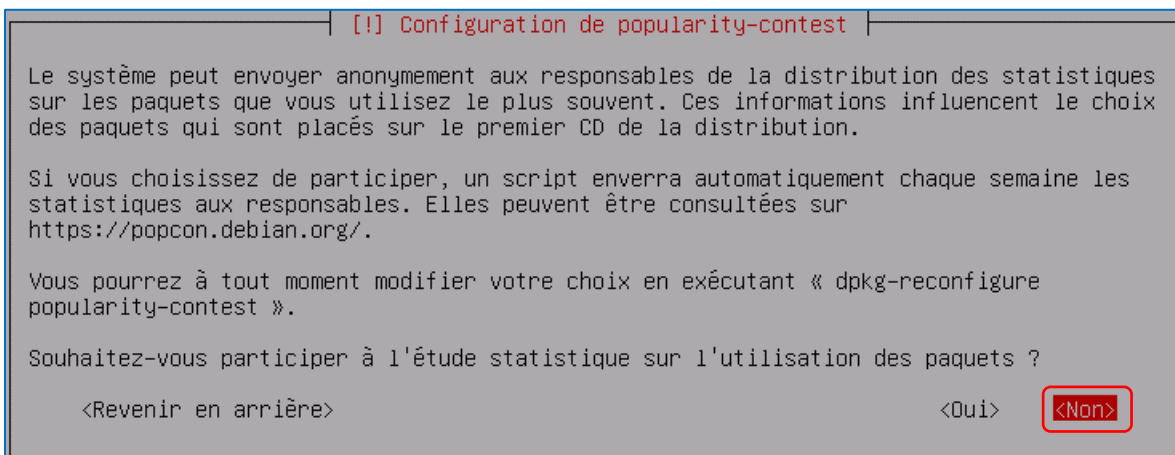 [!] Configuration de popularity-contest
Le système peut envoyer anonymement aux responsables de la distribution des statistiques
sur les paquets que vous utilisez le plus souvent. Ces informations influencent le choix
des paquets qui sont placés sur le premier CD de la distribution.
Si vous choisissez de participer, un script enverra automatiquement chaque semaine les
statistiques aux responsables. Elles peuvent être consultées sur
https://popcon.debian.org/.
Vous pourrez à tout moment modifier votre choix en exécutant « dpkg-reconfigure
popularity-contest ».
Souhaitez-vous participer à l'étude statistique sur l'utilisation des paquets ?
<Revenir en arrière> <Oui> <Non>